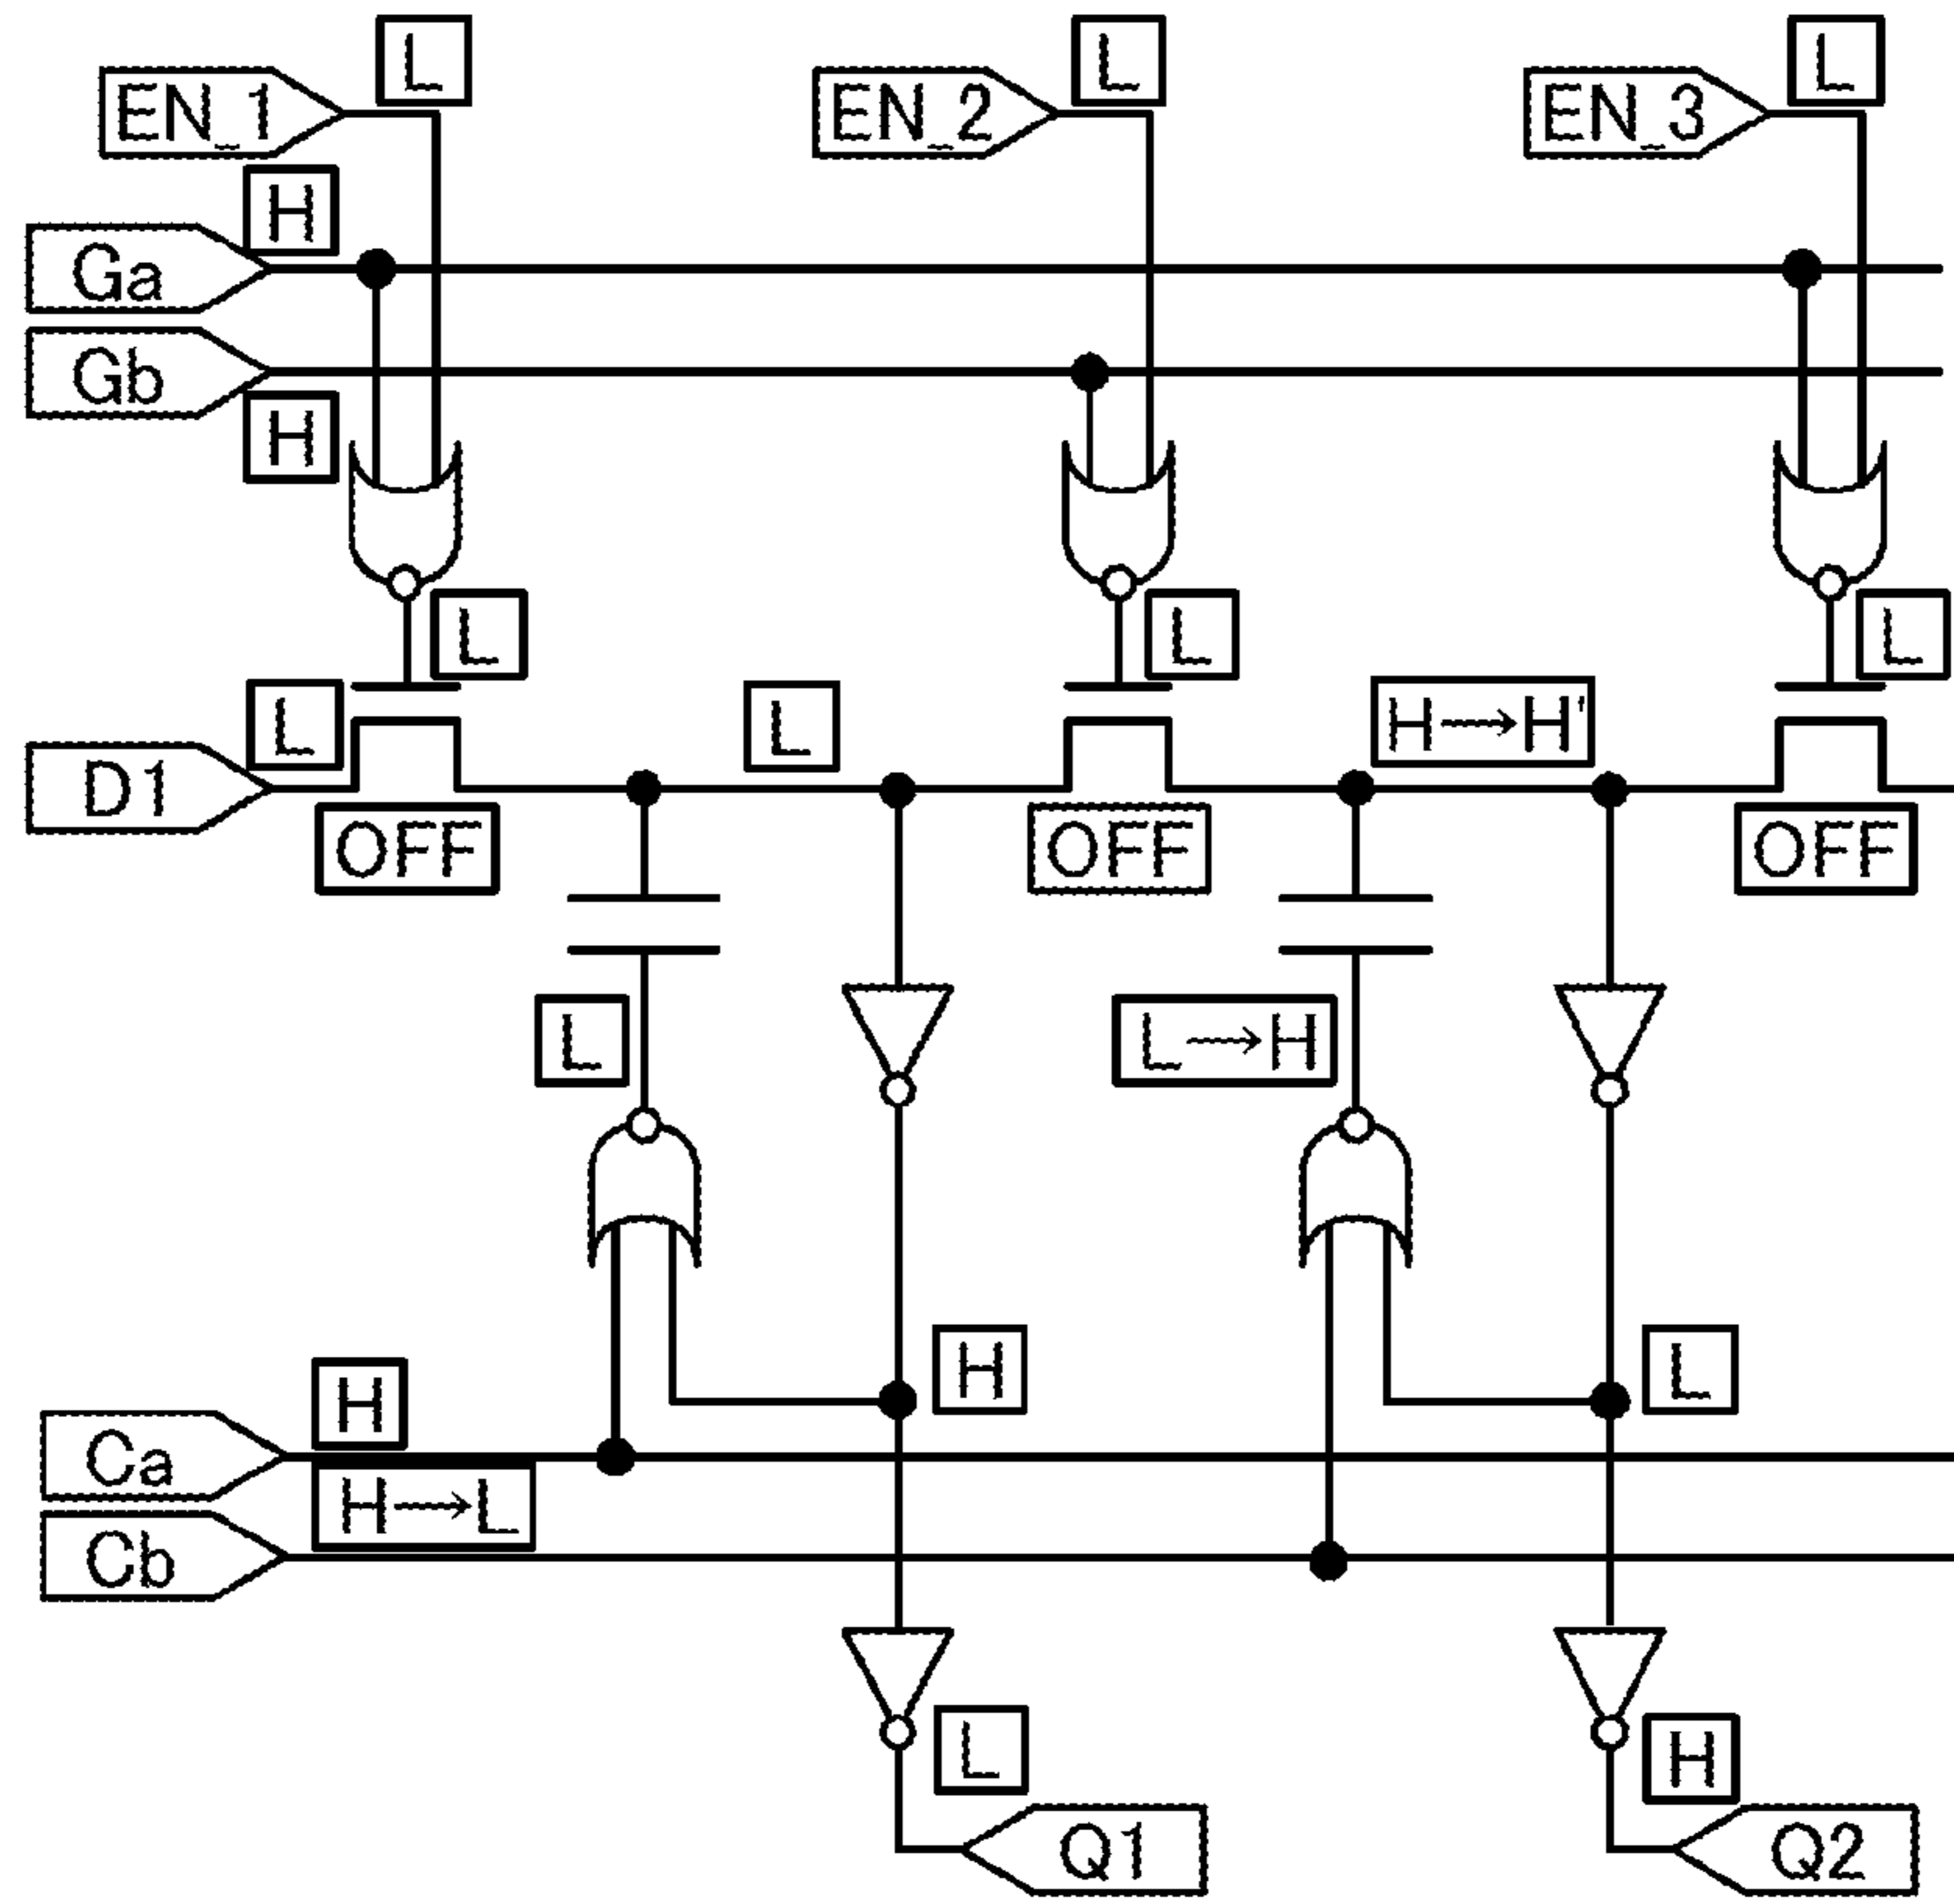 L
L
L
EN_1
EN_2
EN_3
H
Ga
Gb
H
L
L
L
L
L
H→H'
D1
OFF
OFF
OFF
L
L→H
H
L
H
Ca
H→L
Cb
L
H
Q1
Q2